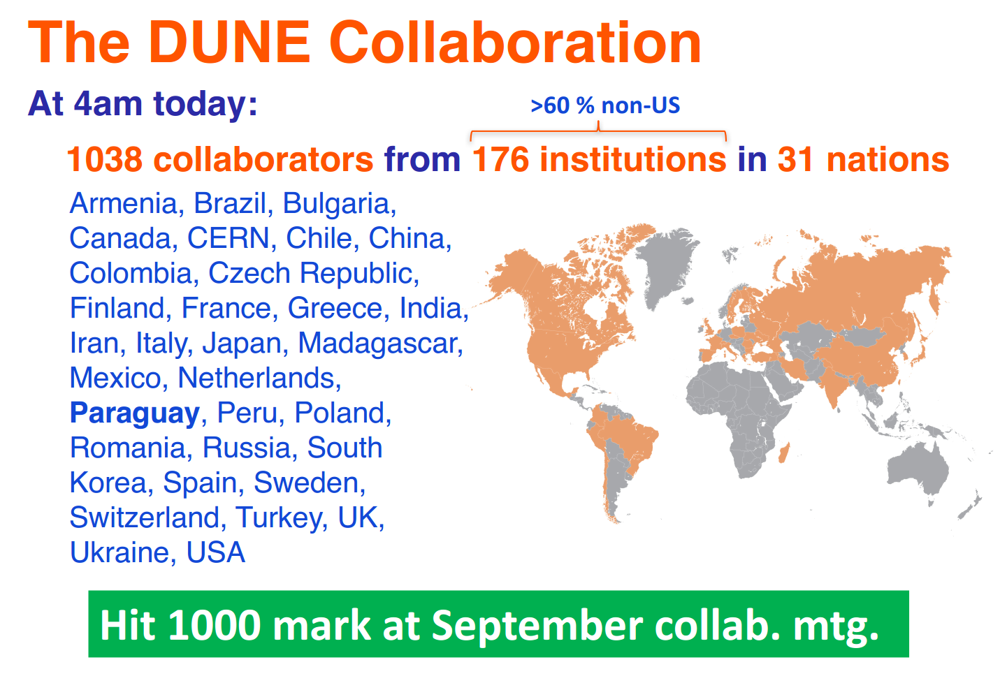 The DUNE Collaboration
At 4am today:
>60 % non-US
1038 collaborators from 176 institutions in 31 nations
Armenia, Brazil, Bulgaria,
Canada, CERN, Chile, China,
Colombia, Czech Republic,
Finland, France, Greece, India,
Iran, Italy, Japan, Madagascar,
Mexico, Netherlands,
Paraguay, Peru, Poland,
Romania, Russia, South
Korea, Spain, Sweden,
Switzerland, Turkey, UK,
Ukraine, USA
Hit 1000 mark at September collab. mtg.